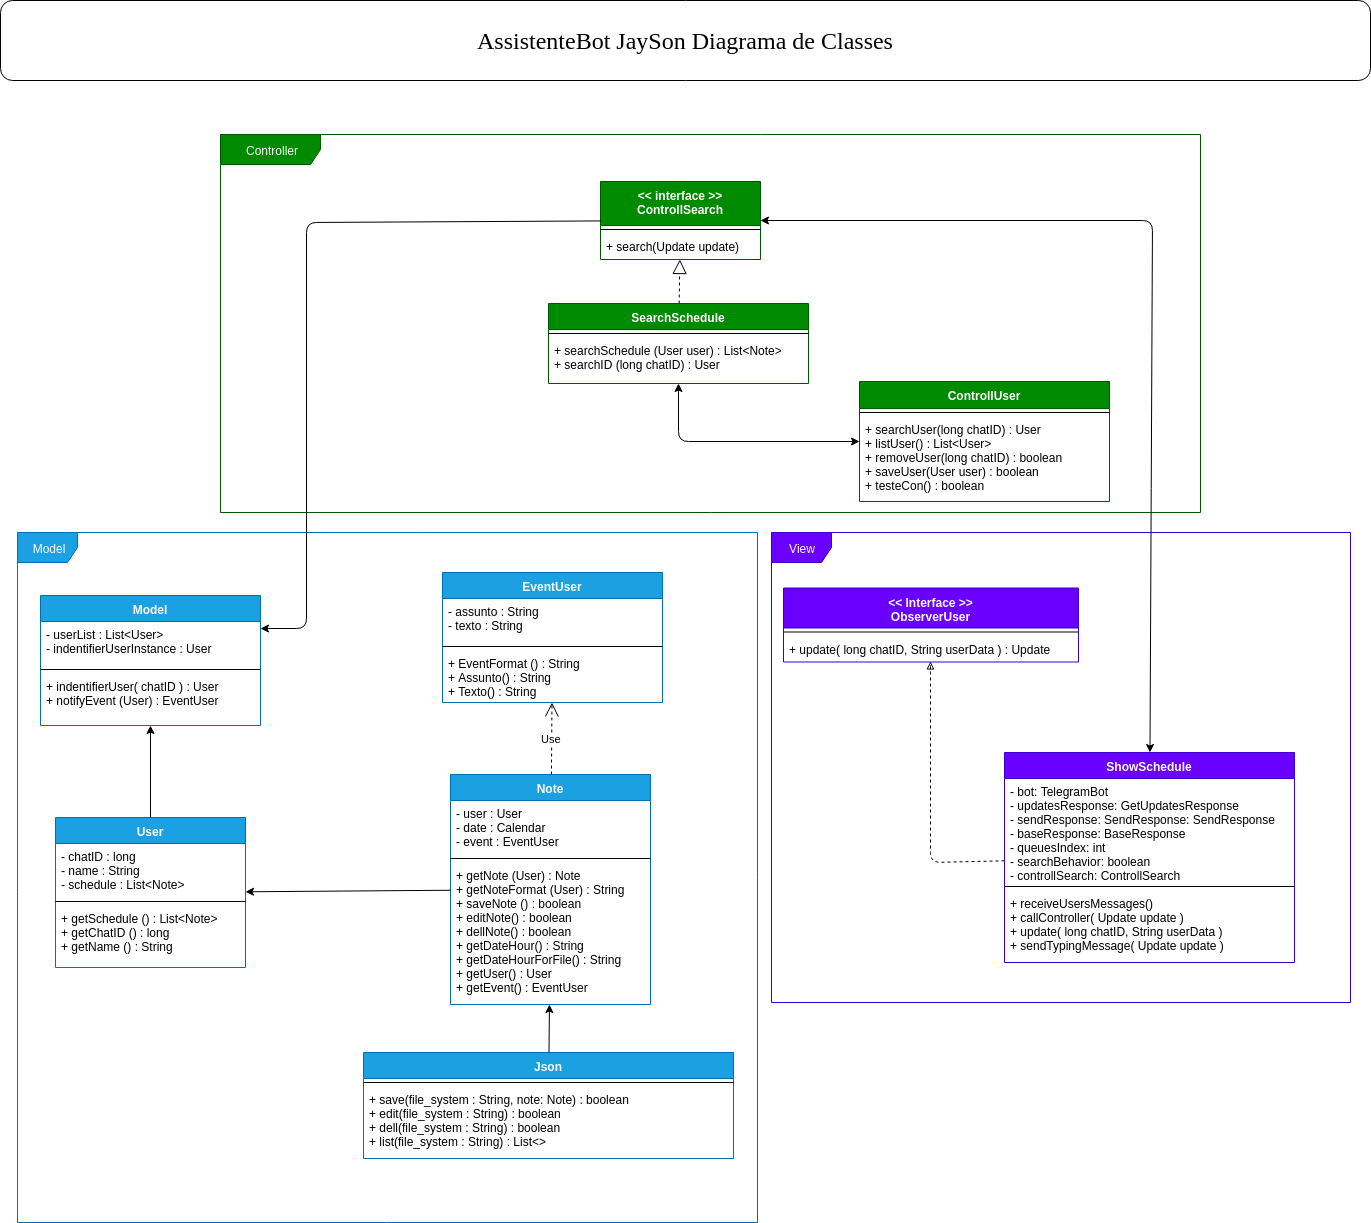 AssistenteBot JaySon Diagrama de Classes
Controller
<< interface >>
ControllSearch
+ search(Update update)
SearchSchedule
+ searchSchedule (User user) : List<Note>
+ searchID (long chatID) : User
ControllUser
+ searchUser(long chatID) : User
+ listUser() : List<User>
+ removeUser(long chatID) : boolean
+ saveUser(User user) : boolean
+ testeCon() : boolean
Model
Model
- userList : List<User>
- indentifierUserInstance : User
+ indentifierUser( chatID ) : User
+ notifyEvent (User) : EventUser
EventUser
- assunto : String
- texto : String
+ EventFormat () : String
+ Assunto() : String
+ Texto() : String
Use
User
- chatID : long
- name : String
- schedule : List<Note>
+ getSchedule () : List<Note>
+ getChatID () : long
+ getName () : String
Note
- user : User
- date : Calendar
- event : EventUser
+ getNote (User) : Note
+ getNoteFormat (User) : String
+ saveNote () : boolean
+ editNote() : boolean
+ dellNote() : boolean
+ getDateHour() : String
+ getDateHourForFile() : String
+ getUser() : User
+ getEvent() : EventUser
Json
+ save(file_system : String, note: Note) : boolean
+ edit(file_system : String) : boolean
+ dell(file_system : String) : boolean
+ list(file_system : String) : List<>
View
<< Interface >>
ObserverUser
+ update( long chatID, String userData ) : Update
ShowSchedule
- bot: TelegramBot
- updatesResponse: GetUpdatesResponse
- sendResponse: SendResponse: SendResponse
- baseResponse: BaseResponse
- queuesIndex: int
- searchBehavior: boolean
- controllSearch: ControllSearch
+ receiveUsersMessages()
+ callController( Update update )
+ update( long chatID, String userData )
+ sendTypingMessage( Update update )